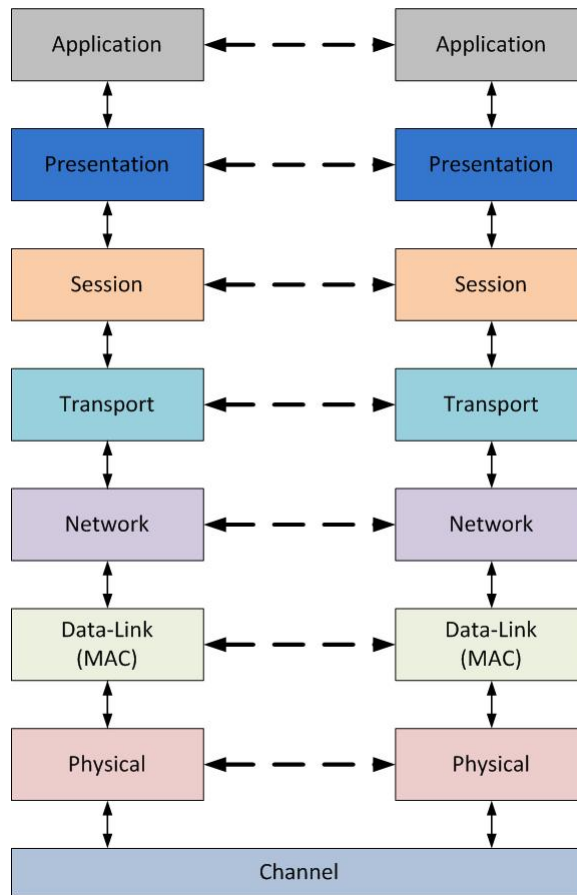 Application
Application
Presentation
Presentation
Session
Session
Transport
Transport
Network
Network
Data-Link
(MAC)
Data-Link
(MAC)
Physical
Physical
Channel